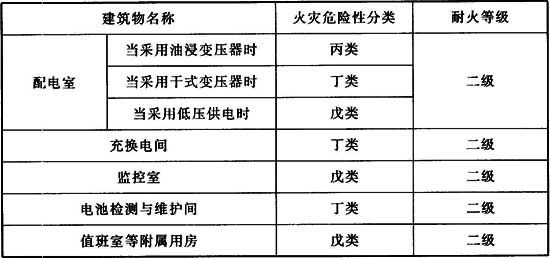 建筑物名称 火灾危险性分类 耐火等级
配电室 当采用油浸变压器时 丙类 二级
当采用干式变压器时 丁类
当采用低压供电时 戊类
充换电间 丁类 二级
监控室 戊类 二级
电池检测与维护间 丁类 二级
值班室等附属用房 戊类 二级